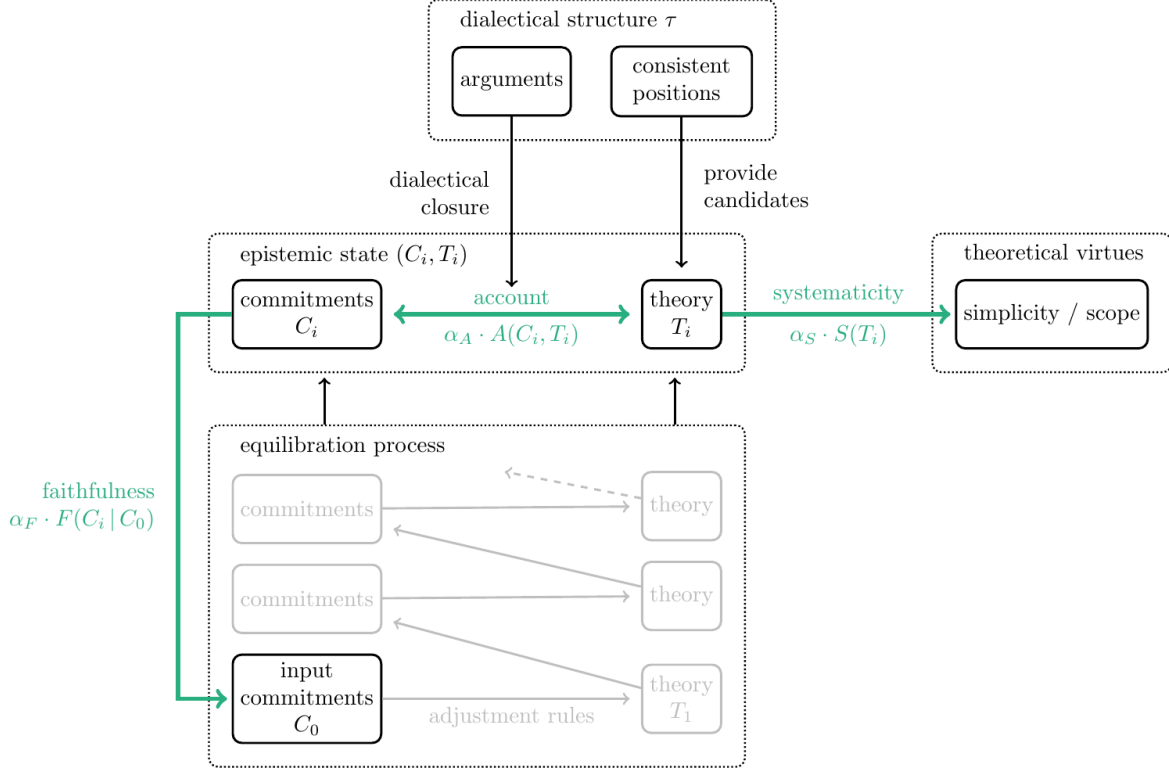 dialectical structure τ
arguments
consistent
positions
dialectical
closure
provide
candidates
epistemic state (C_i, T_i)
theoretical virtues
commitments
C_i
account
α_A · A(C_i, T_i)
theory
T_i
systematicity
α_S · S(T_i)
simplicity / scope
equilibration process
faithfulness
α_F · F(C_i | C_0)
commitments
theory
commitments
theory
input
commitments
C_0
adjustment rules
theory
T_1